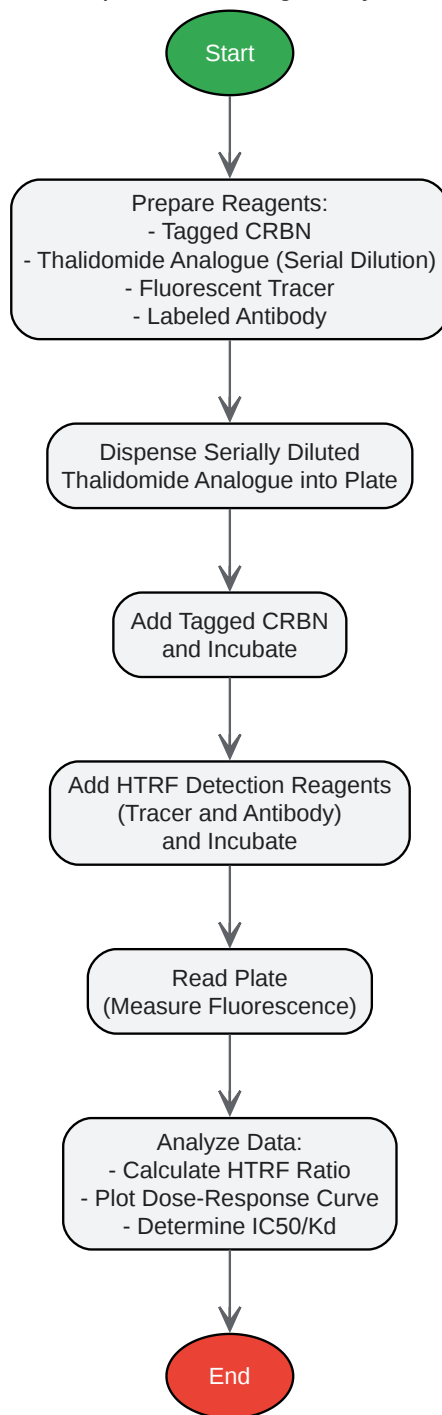 Start
Prepare Reagents:
- Tagged CRBN
- Thalidomide Analogue (Serial Dilution)
- Fluorescent Tracer
- Labeled Antibody
Dispense Serially Diluted
Thalidomide Analogue into Plate
Add Tagged CRBN
and Incubate
Add HTRF Detection Reagents
(Tracer and Antibody)
and Incubate
Read Plate
(Measure Fluorescence)
Analyze Data:
- Calculate HTRF Ratio
- Plot Dose-Response Curve
- Determine IC50/Kd
End